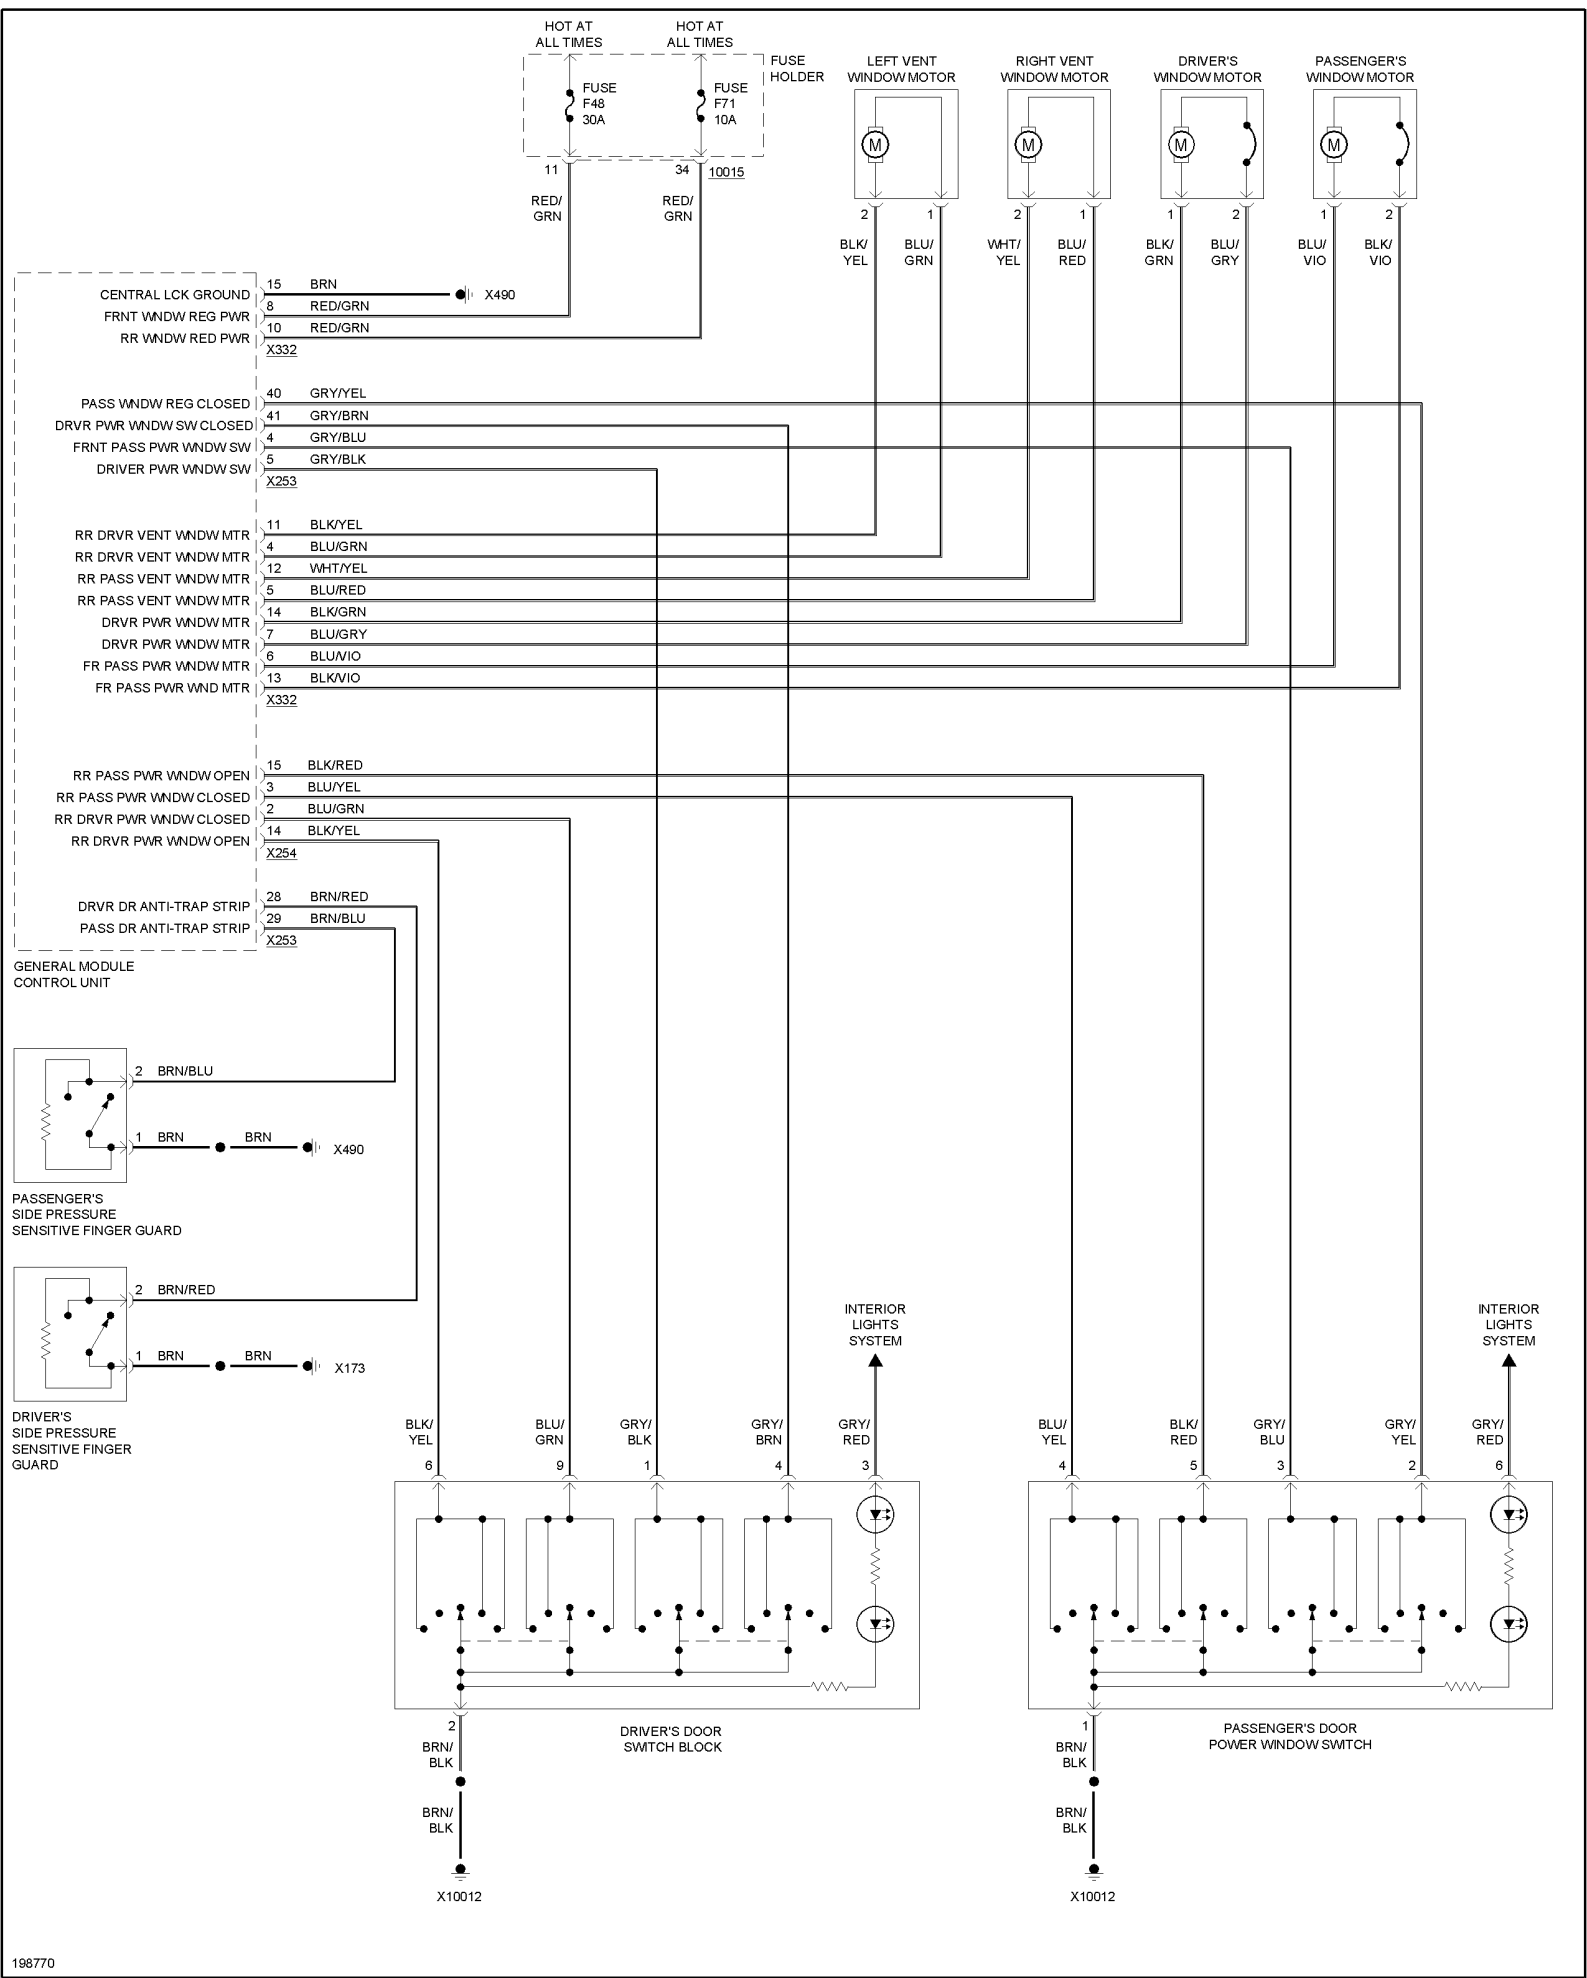 HOT AT
ALL TIMES
HOT AT
ALL TIMES
FUSE
HOLDER
FUSE
F48
30A
FUSE
F71
10A
11
34
10015
RED/
GRN
RED/
GRN
LEFT VENT
WINDOW MOTOR
RIGHT VENT
WINDOW MOTOR
DRIVER'S
WINDOW MOTOR
PASSENGER'S
WINDOW MOTOR
M
M
M
M
2
1
2
1
1
2
1
2
BLK/
YEL
BLU/
GRN
WHT/
YEL
BLU/
RED
BLK/
GRN
BLU/
GRY
BLU/
VIO
BLK/
VIO
CENTRAL LCK GROUND 15 BRN X490
FRNT WNDW REG PWR 8 RED/GRN
RR WNDW RED PWR 10 RED/GRN
X332
PASS WNDW REG CLOSED 40 GRY/YEL
DRVR PWR WNDW SW CLOSED 41 GRY/BRN
FRNT PASS PWR WNDW SW 4 GRY/BLU
DRIVER PWR WNDW SW 5 GRY/BLK
X253
RR DRVR VENT WNDW MTR 11 BLK/YEL
RR DRVR VENT WNDW MTR 4 BLU/GRN
RR PASS VENT WNDW MTR 12 WHT/YEL
RR PASS VENT WNDW MTR 5 BLU/RED
DRVR PWR WNDW MTR 14 BLK/GRN
DRVR PWR WNDW MTR 7 BLU/GRY
FR PASS PWR WNDW MTR 6 BLU/VIO
FR PASS PWR WND MTR 13 BLK/VIO
X332
RR PASS PWR WNDW OPEN 15 BLK/RED
RR PASS PWR WNDW CLOSED 3 BLU/YEL
RR DRVR PWR WNDW CLOSED 2 BLU/GRN
RR DRVR PWR WNDW OPEN 14 BLK/YEL
X254
DRVR DR ANTI-TRAP STRIP 28 BRN/RED
PASS DR ANTI-TRAP STRIP 29 BRN/BLU
X253
GENERAL MODULE
CONTROL UNIT
2 BRN/BLU
1 BRN BRN X490
PASSENGER'S
SIDE PRESSURE
SENSITIVE FINGER GUARD
2 BRN/RED
1 BRN BRN X173
DRIVER'S
SIDE PRESSURE
SENSITIVE FINGER
GUARD
INTERIOR
LIGHTS
SYSTEM
INTERIOR
LIGHTS
SYSTEM
BLK/
YEL
6
BLU/
GRN
9
GRY/
BLK
1
GRY/
BRN
4
GRY/
RED
3
BLU/
YEL
4
BLK/
RED
5
GRY/
BLU
3
GRY/
YEL
2
GRY/
RED
6
2
BRN/
BLK
BRN/
BLK
X10012
DRIVER'S DOOR
SWITCH BLOCK
1
BRN/
BLK
BRN/
BLK
X10012
PASSENGER'S DOOR
POWER WINDOW SWITCH
198770